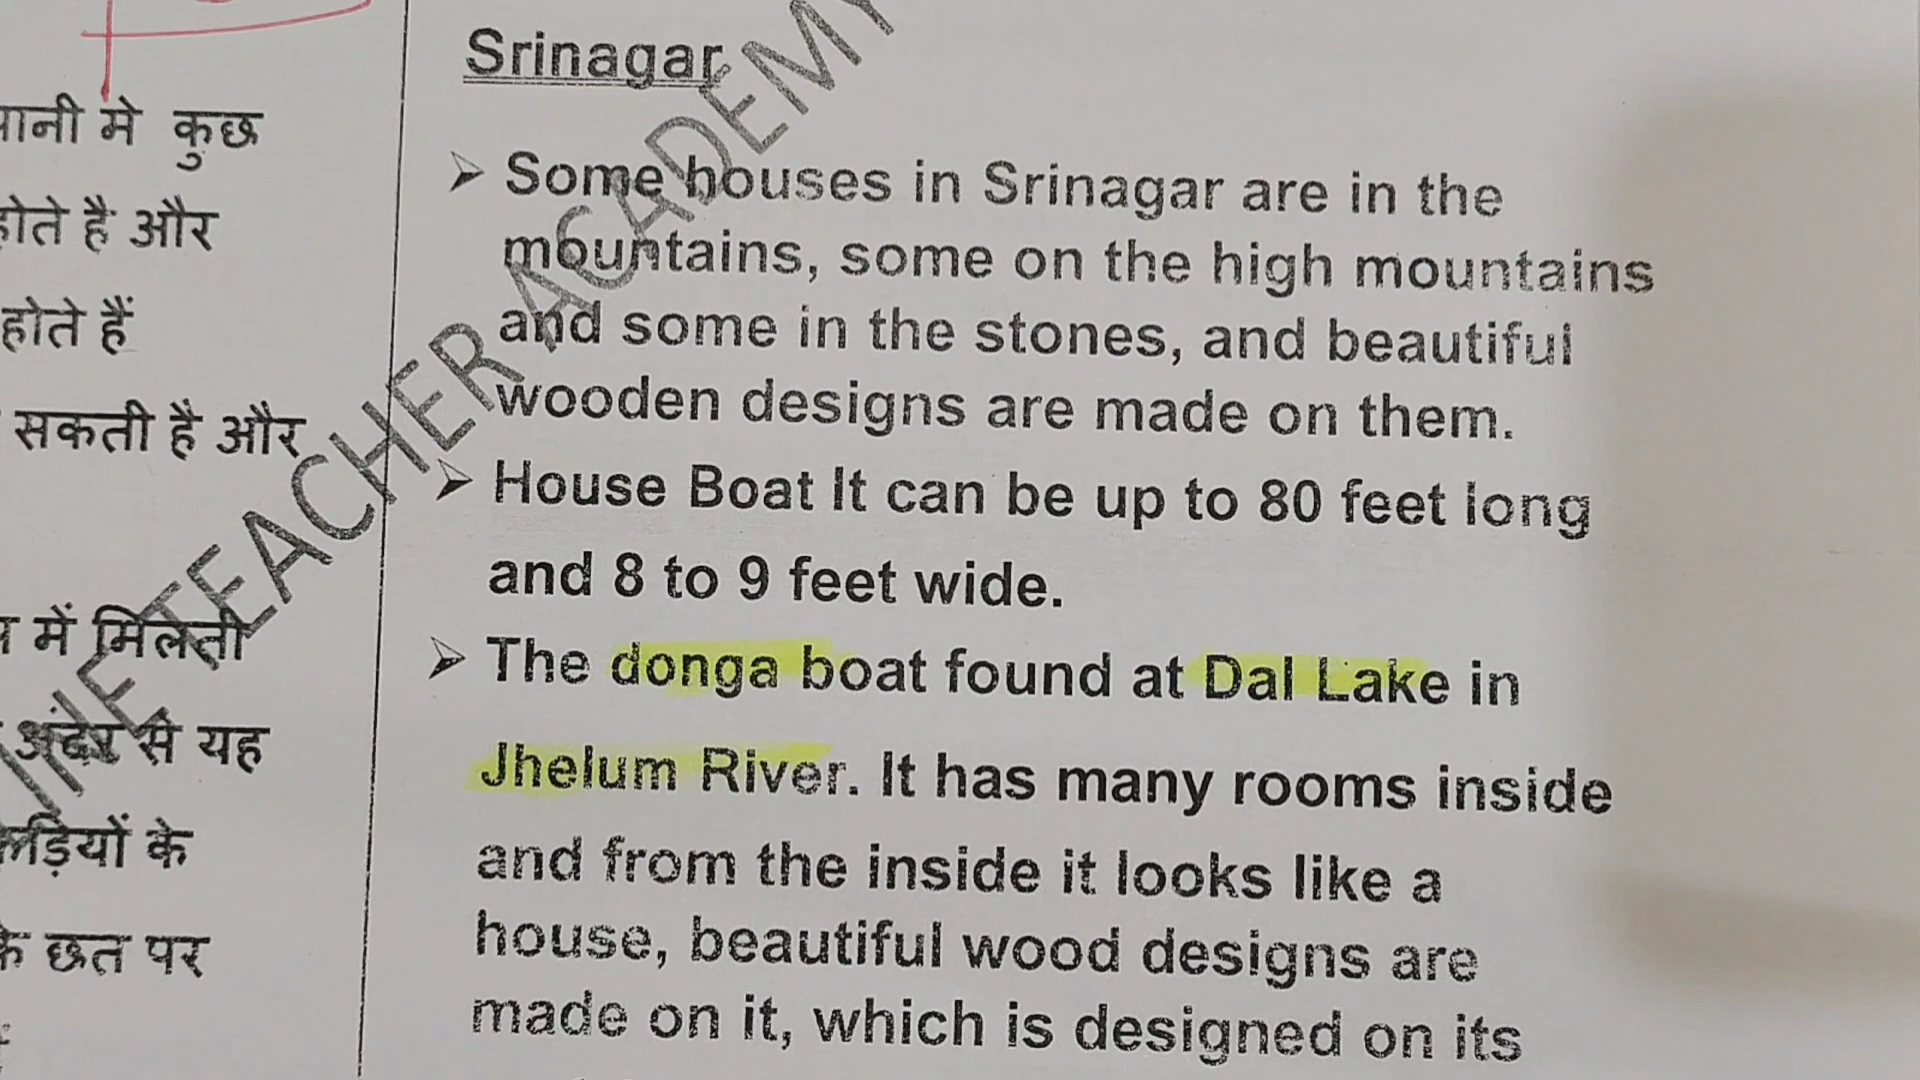 पानी मे कुछ
होते है और
होते हैं
सकती है और
में मिलती
अंदर से यह
के
के छत पर
Srinagar
➢ Some houses in Srinagar are in the
mountains, some on the high mountains
and some in the stones, and beautiful
wooden designs are made on them.
➢ House Boat It can be up to 80 feet long
and 8 to 9 feet wide.
➢ The donga boat found at Dal Lake in
Jhelum River. It has many rooms inside
and from the inside it looks like a
house, beautiful wood designs are
made on it, which is designed on its
THE TEACHER ACADEMY